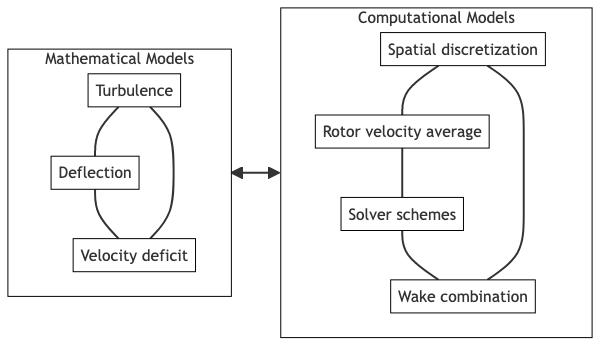 Mathematical Models
Turbulence
Deflection
Velocity deficit
Computational Models
Spatial discretization
Rotor velocity average
Solver schemes
Wake combination